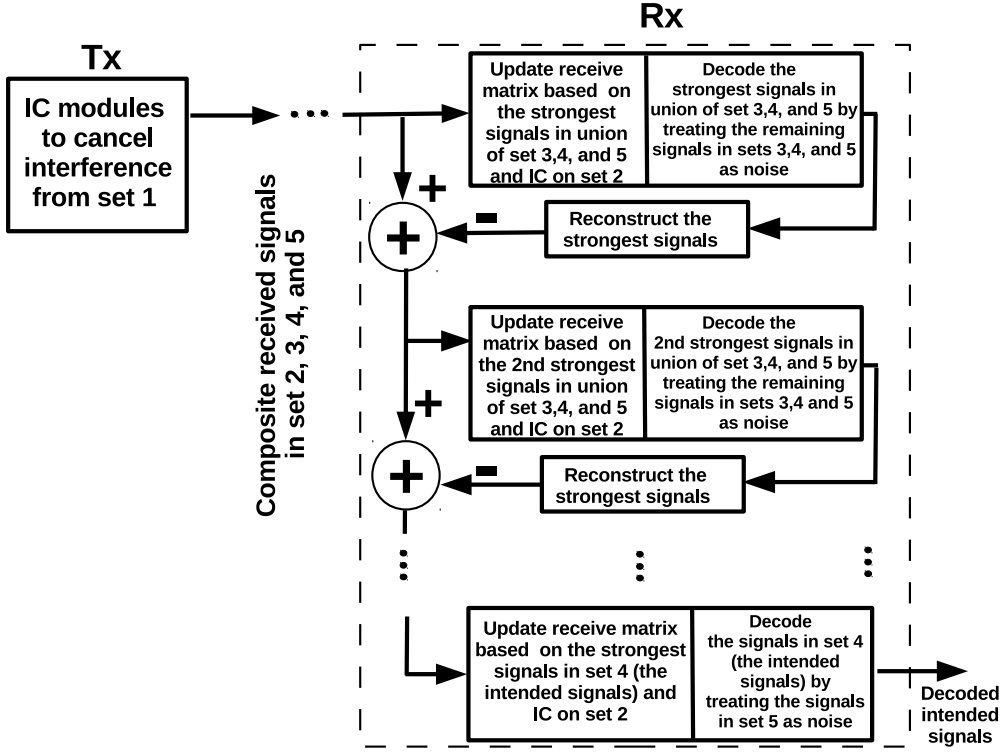 Rx
Tx
IC modules
to cancel
interference
from set 1
Composite received signals
in set 2, 3, 4, and 5
Update receive
matrix based on
the strongest
signals in union
of set 3,4, and 5
and IC on set 2
Decode the
strongest signals in
union of set 3,4, and 5 by
treating the remaining
signals in sets 3,4, and 5
as noise
+
-
+
Reconstruct the
strongest signals
Update receive
matrix based on
the 2nd strongest
signals in union
of set 3,4, and 5
and IC on set 2
Decode the
2nd strongest signals in
union of set 3,4, and 5 by
treating the remaining
signals in sets 3,4 and 5
as noise
+
-
+
Reconstruct the
strongest signals
Update receive matrix
based on the strongest
signals in set 4 (the
intended signals) and
IC on set 2
Decode
the signals in set 4
(the intended
signals) by
treating the signals
in set 5 as noise
Decoded
intended
signals